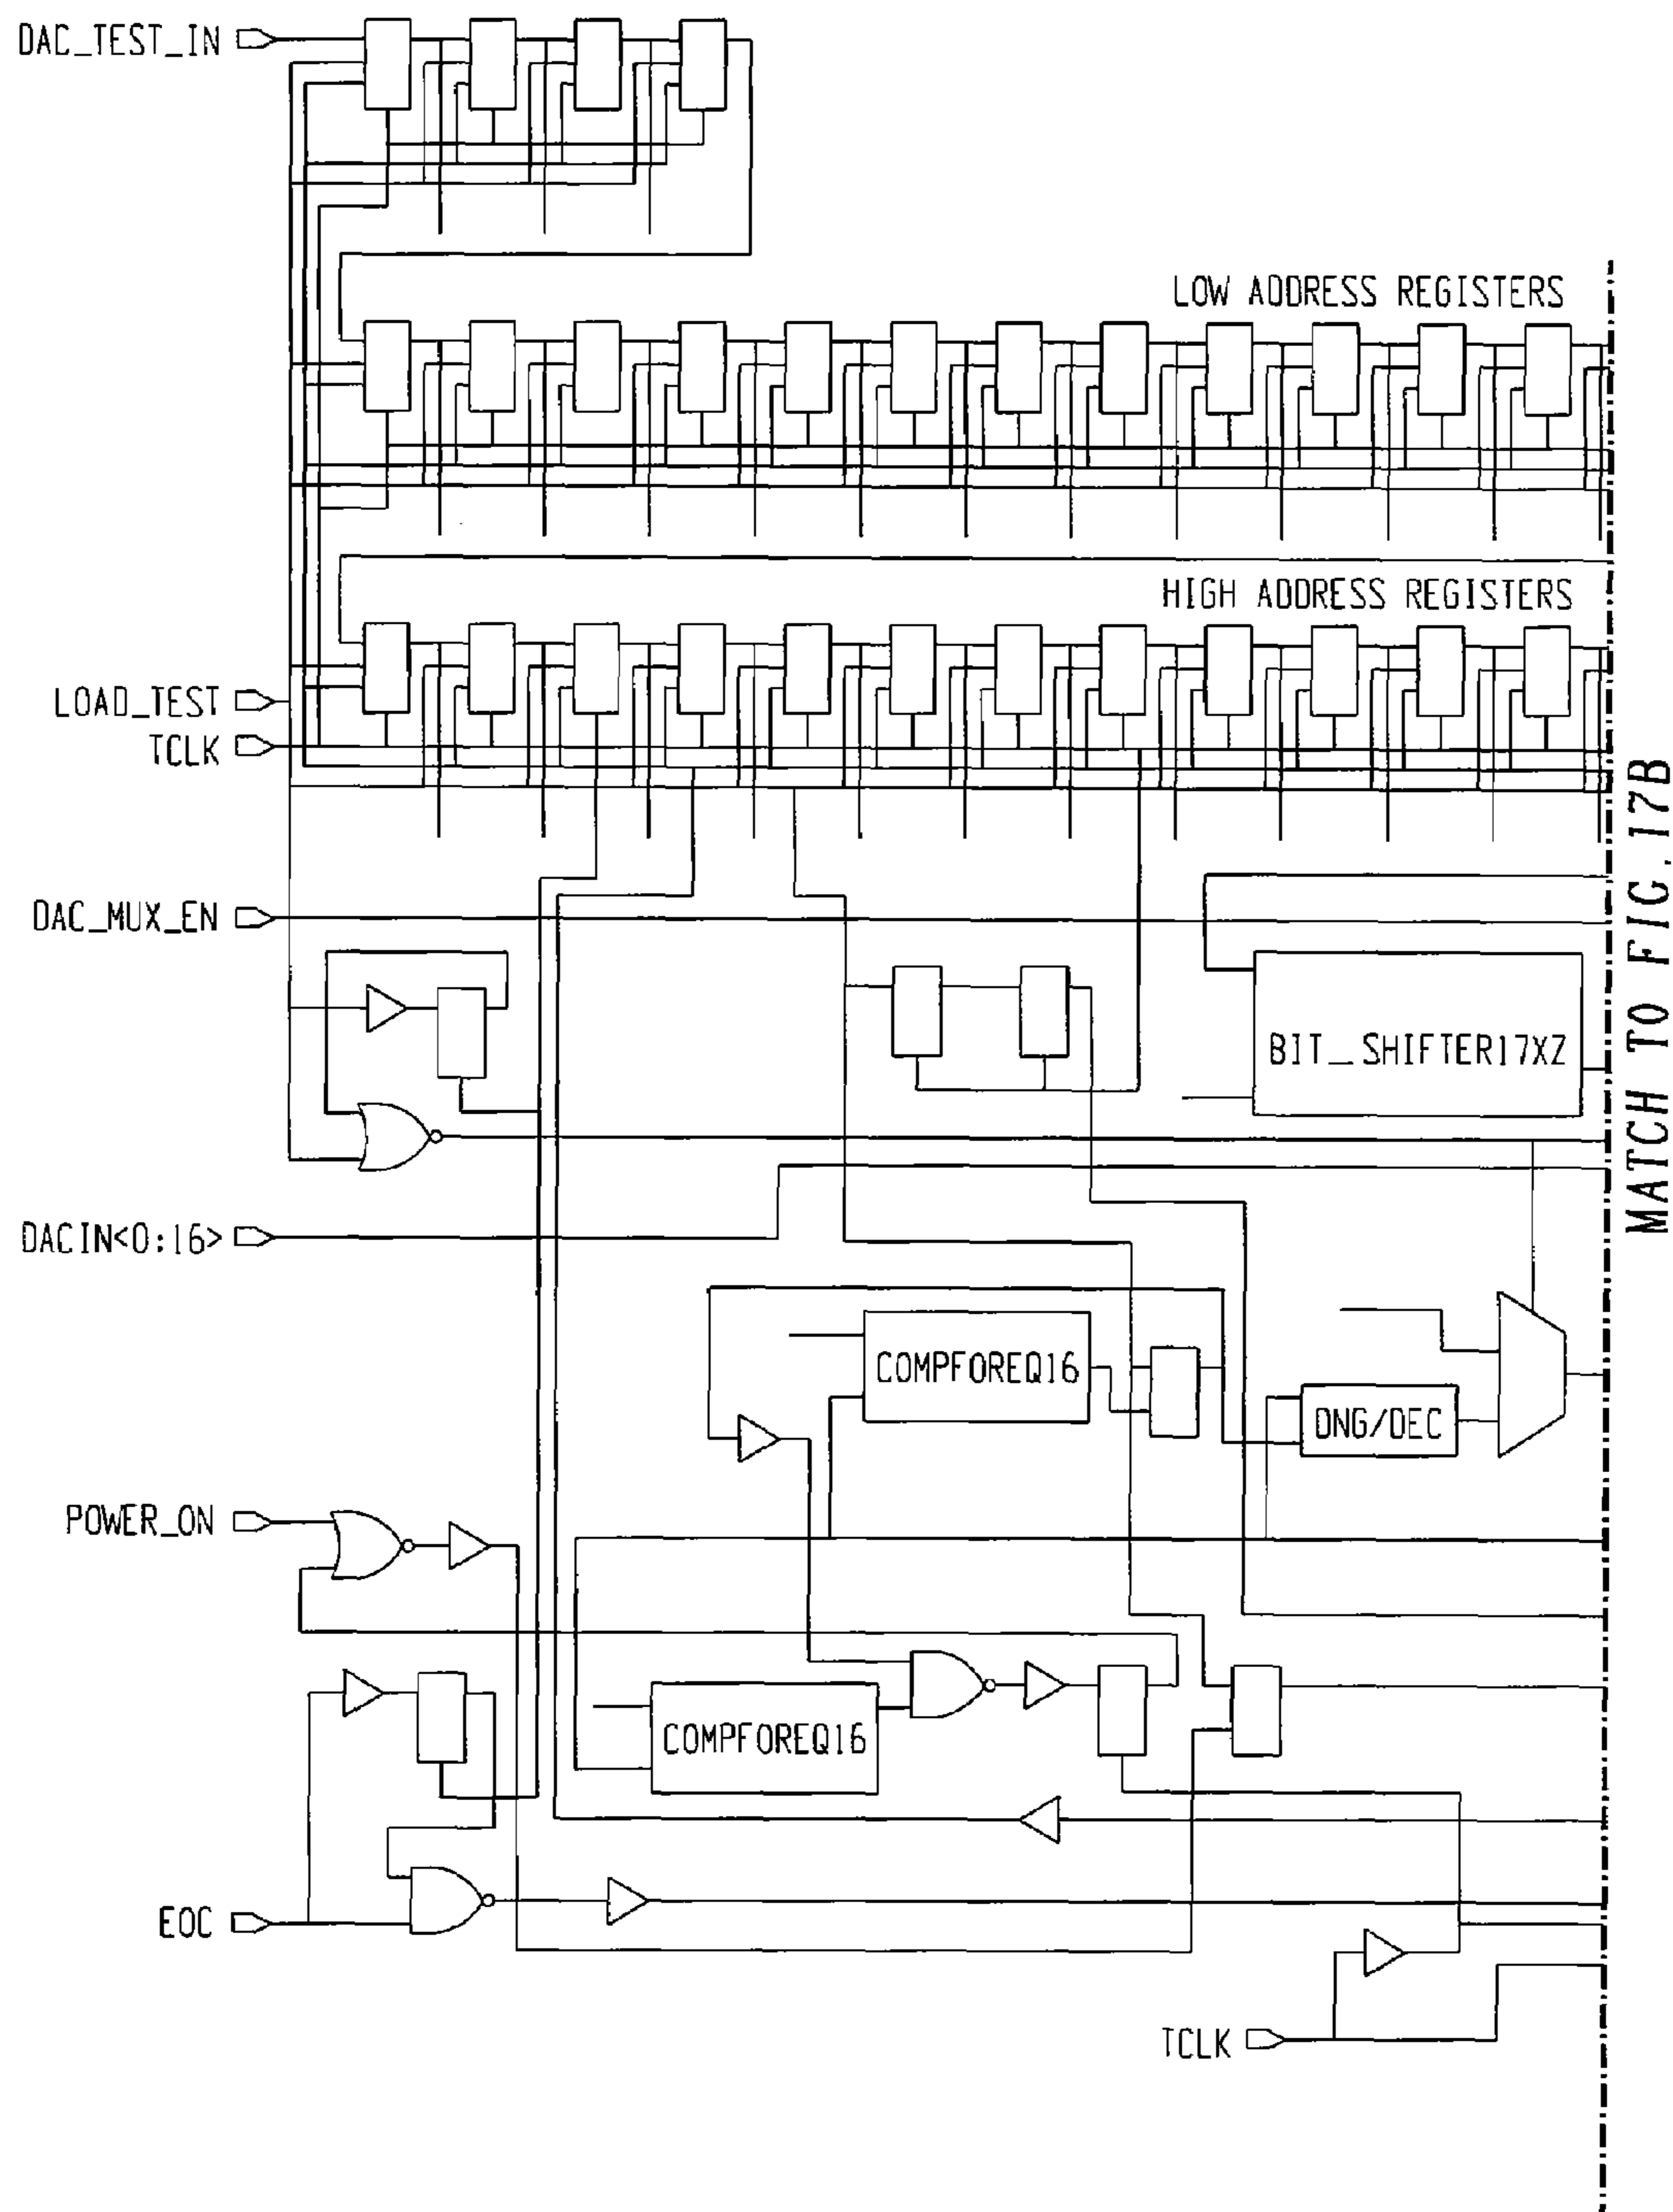 DAC_TEST_IN
LOW ADDRESS REGISTERS
HIGH ADDRESS REGISTERS
LOAD_TEST
TCLK
DAC_MUX_EN
BIT_SHIFTER17XZ
MATCH TO FIG. 17B
DACIN<0:16>
COMPFOREQ16
DNG/DEC
POWER_ON
COMPFOREQ16
EOC
TCLK